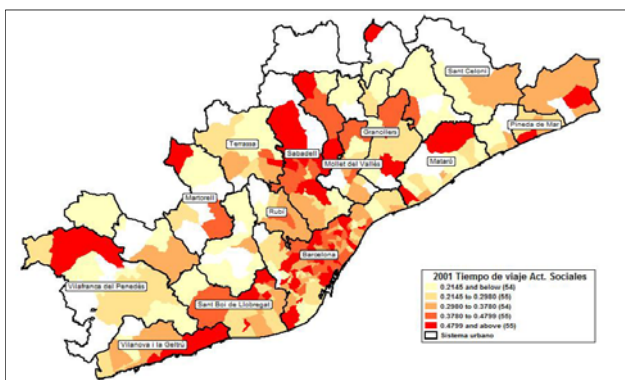 Sant Celoni
Pineda de Mar
Granollers
Terrassa
Sabadell
Mollet del Vallès
Mataró
Martorell
Rubí
Barcelona
Vilafranca del Penedès
Sant Boi de Llobregat
Vilanova i la Geltrú
2001 Tiempo de viaje Act. Sociales
0.2145 and below (54)
0.2145 to 0.2980 (55)
0.2980 to 0.3780 (54)
0.3780 to 0.4799 (55)
0.4799 and above (55)
Sistema urbano